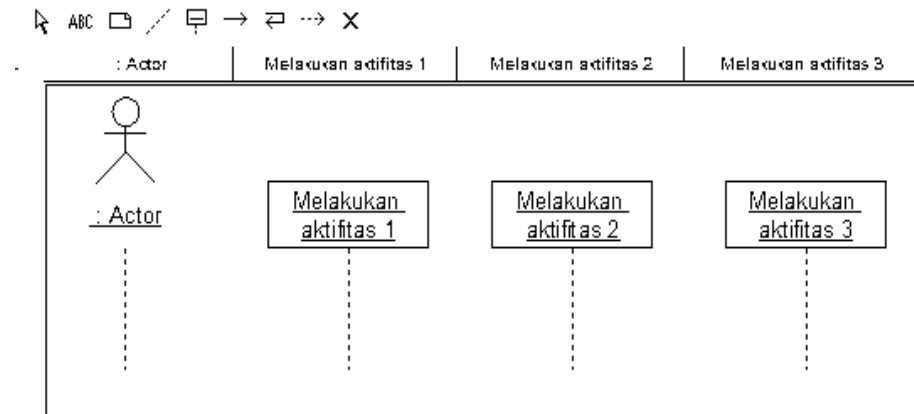 ABC
: Actor
Melakukan aktifitas 1
Melakukan aktifitas 2
Melakukan aktifitas 3
: Actor
Melakukan
aktifitas 1
Melakukan
aktifitas 2
Melakukan
aktifitas 3